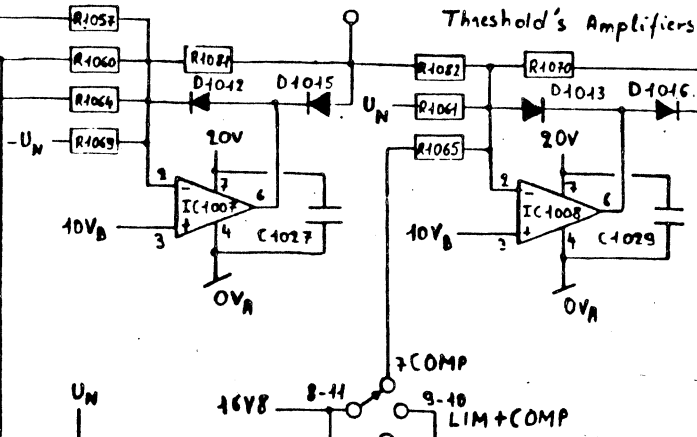 Threshold's Amplifiers
R1057
R1060
R1081
R1082
R1070
D1012
D1015
D1013
D1016.
R1064
UN
R1061
-UN
R1069
20V
R1065
20V
2
7
6
2
7
6
IC1007
IC1008
10VB
3
4
C1027
10VB
3
4
C1029
0VA
0VA
7COMP
UN
16V8
8-11
9-10
LIM+COMP